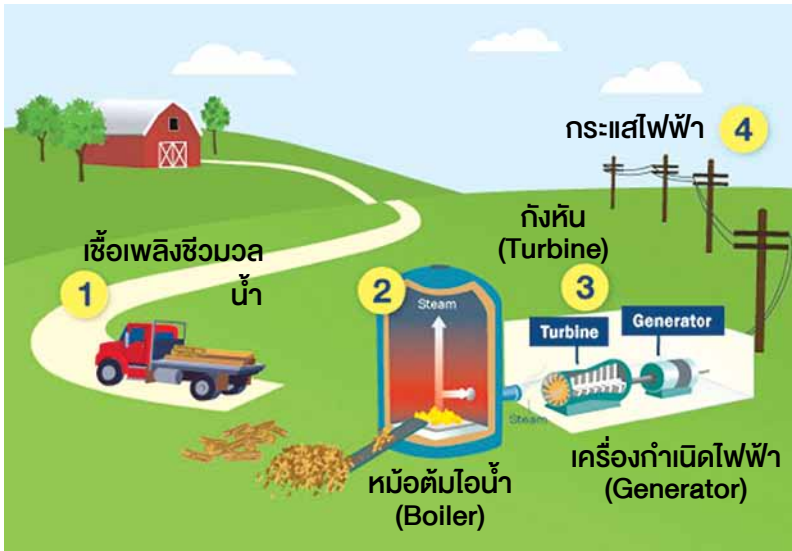 กระแสไฟฟ้า 4
กังหัน
(Turbine)
เชื้อเพลิงชีวมวล
น้ำ
1
2
Steam
3
Turbine
Generator
Steam
หม้อต้มไอน้ำ
(Boiler)
เครื่องกำเนิดไฟฟ้า
(Generator)